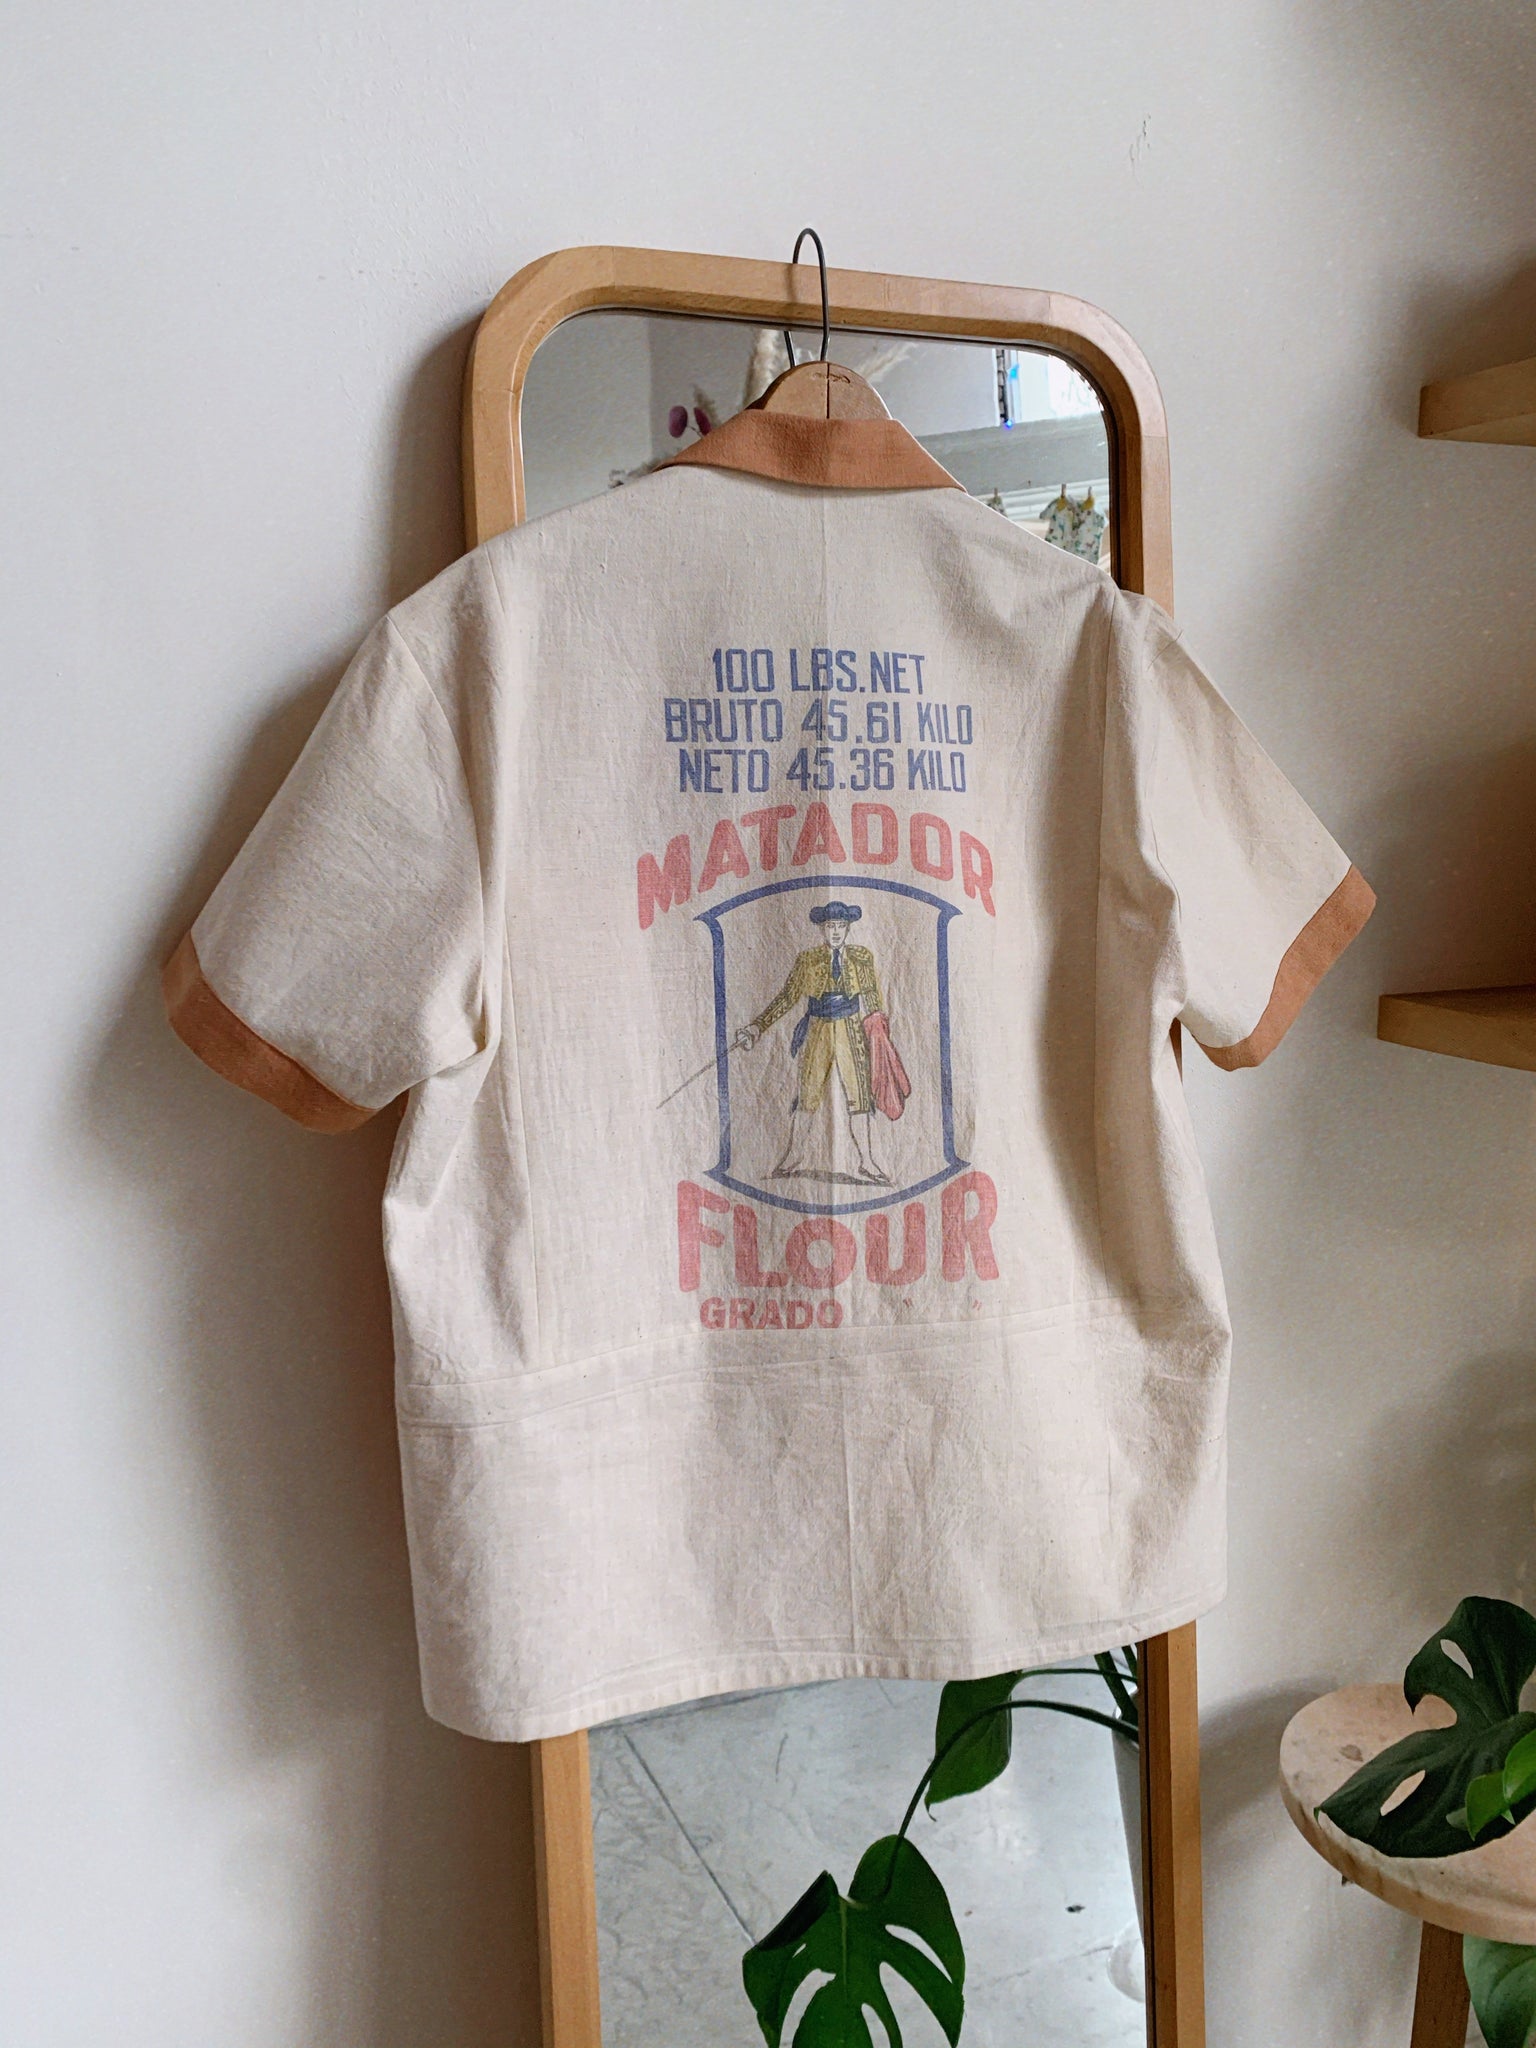 100 LBS.NET
BRUTO 45.61 KILO
NETO 45.36 KILO
MATADOR
FLOUR
GRADO " "